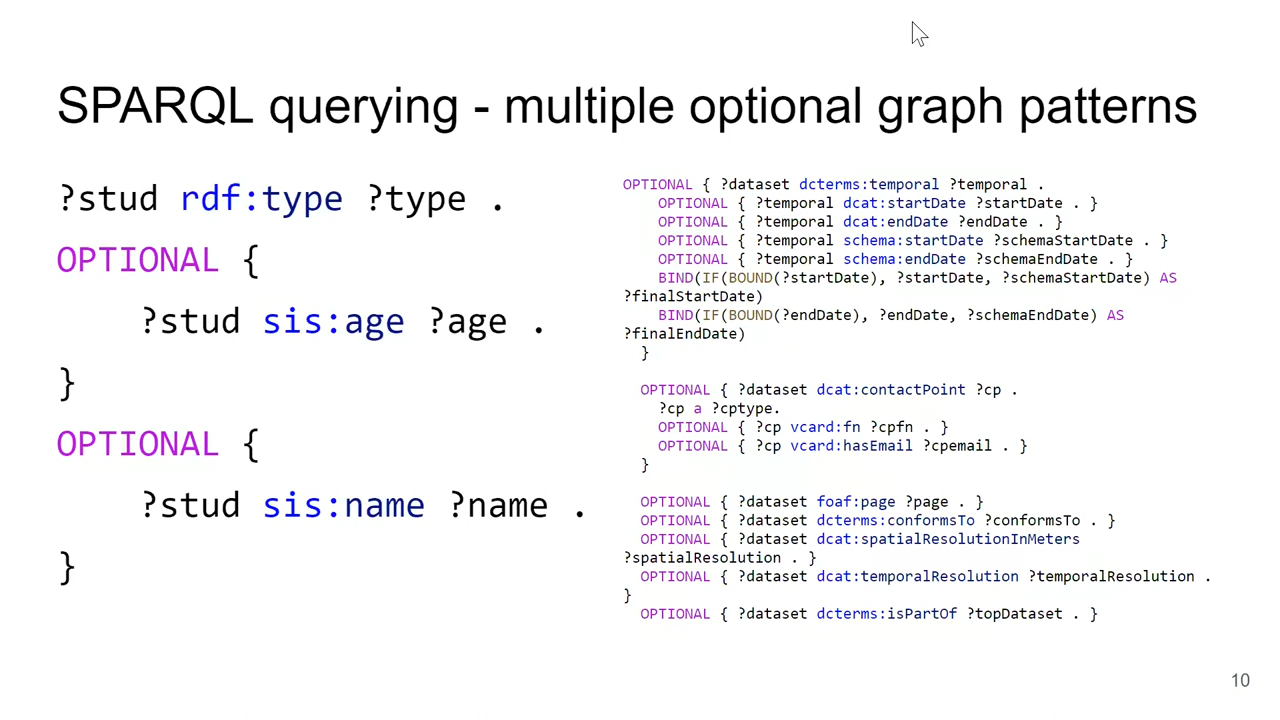 SPARQL querying - multiple optional graph patterns
?stud rdf:type ?type .
OPTIONAL {
?stud sis:age ?age .
}
OPTIONAL {
?stud sis:name ?name .
}
OPTIONAL { ?dataset dcterms:temporal ?temporal .
OPTIONAL { ?temporal dcat:startDate ?startDate . }
OPTIONAL { ?temporal dcat:endDate ?endDate . }
OPTIONAL { ?temporal schema:startDate ?schemaStartDate . }
OPTIONAL { ?temporal schema:endDate ?schemaEndDate . }
BIND(IF(BOUND(?startDate), ?startDate, ?schemaStartDate) AS
?finalStartDate)
BIND(IF(BOUND(?endDate), ?endDate, ?schemaEndDate) AS
?finalEndDate)
}
OPTIONAL { ?dataset dcat:contactPoint ?cp .
?cp a ?cptype.
OPTIONAL { ?cp vcard:fn ?cpfn . }
OPTIONAL { ?cp vcard:hasEmail ?cpemail . }
}
OPTIONAL { ?dataset foaf:page ?page . }
OPTIONAL { ?dataset dcterms:conformsTo ?conformsTo . }
OPTIONAL { ?dataset dcat:spatialResolutionInMeters
?spatialResolution . }
OPTIONAL { ?dataset dcat:temporalResolution ?temporalResolution .
}
OPTIONAL { ?dataset dcterms:isPartOf ?topDataset . }
10